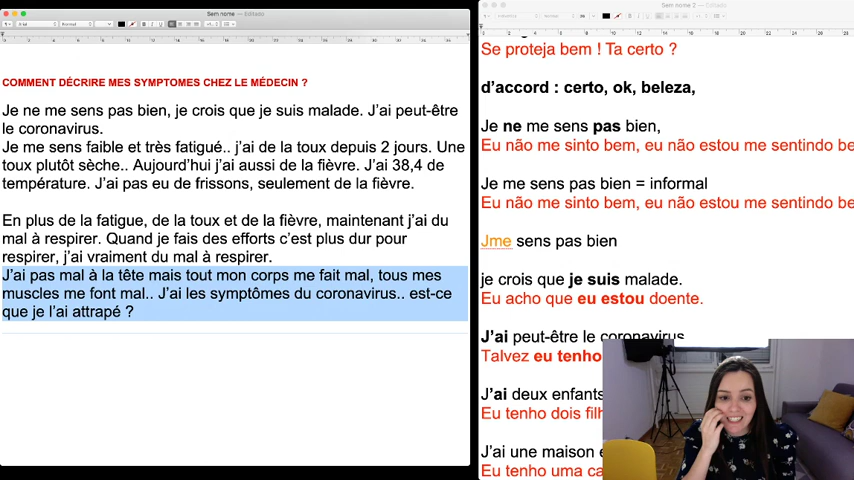 Sem nome — Editado
COMMENT DÉCRIRE MES SYMPTOMES CHEZ LE MÉDECIN ?
Je ne me sens pas bien, je crois que je suis malade. J'ai peut-être
le coronavirus.
Je me sens faible et très fatigué.. j'ai de la toux depuis 2 jours. Une
toux plutôt sèche.. Aujourd'hui j'ai aussi de la fièvre. J'ai 38,4 de
température. J'ai pas eu de frissons, seulement de la fièvre.
En plus de la fatigue, de la toux et de la fièvre, maintenant j'ai du
mal à respirer. Quand je fais des efforts c'est plus dur pour
respirer, j'ai vraiment du mal à respirer.
J'ai pas mal à la tête mais tout mon corps me fait mal, tous mes
muscles me font mal.. J'ai les symptômes du coronavirus.. est-ce
que je l'ai attrapé ?
Sem nome 2 — Editado
Se proteja bem ! Ta certo ?
d'accord : certo, ok, beleza,
Je ne me sens pas bien,
Eu não me sinto bem, eu não estou me sentindo be
Je me sens pas bien = informal
Eu não me sinto bem, eu não estou me sentindo be
Jme sens pas bien
je crois que je suis malade.
Eu acho que eu estou doente.
J'ai peut-être le coronavirus
Talvez eu tenho
J'ai deux enfants
Eu tenho dois filh
J'ai une maison
Eu tenho uma ca